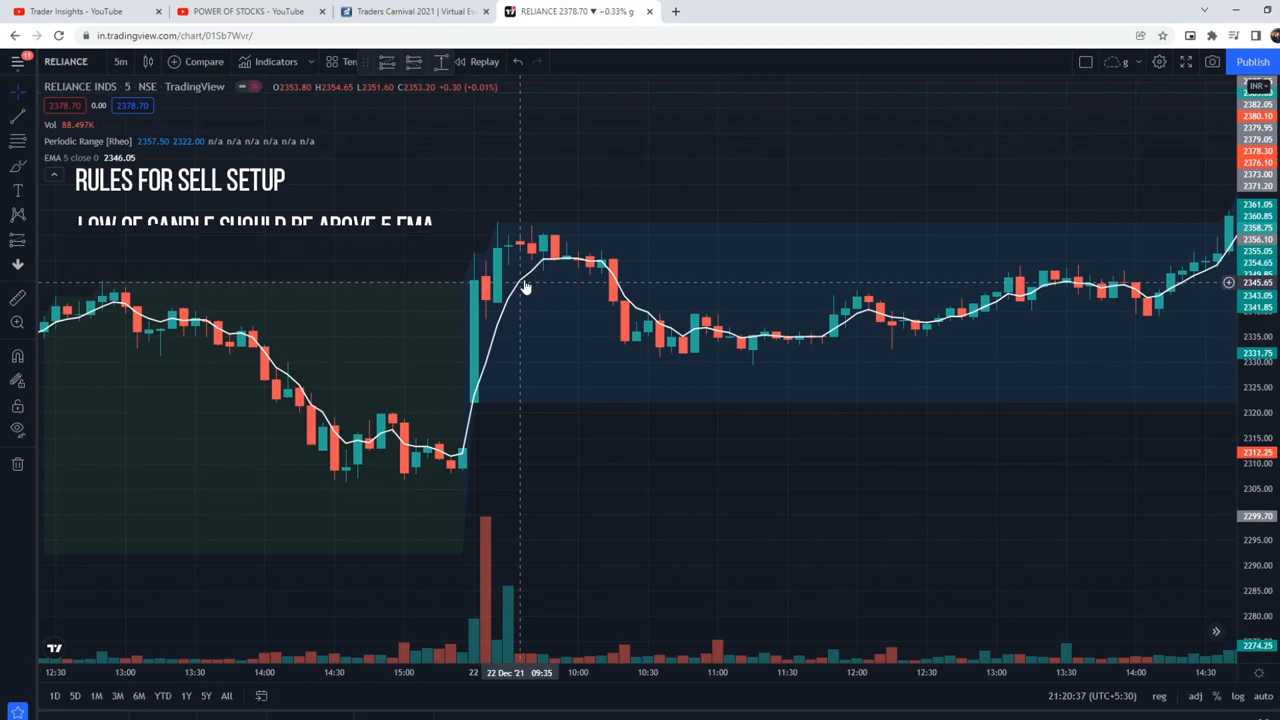 Trader Insights - YouTube
POWER OF STOCKS - YouTube
Traders Carnival 2021 | Virtual Ev
RELIANCE 2378.70 ▼ −0.33% g
in.tradingview.com/chart/01Sb7Wvr/
11
RELIANCE
5m
Compare
Indicators
Tem
Replay
g
Publish
RELIANCE INDS · 5 · NSE · TradingView
O2353.80 H2354.65 L2351.60 C2353.20 +0.30 (+0.01%)
2378.70 0.00 2378.70
Vol 88.497K
Periodic Range [Rheo] 2357.50 2322.00 n/a n/a n/a n/a n/a n/a
EMA 5 close 0 2346.05
RULES FOR SELL SETUP
LOW OF CANDLE SHOULD BE ABOVE 5 EMA
INR
2382.05
2380.10
2379.95
2379.05
2378.30
2376.10
2373.00
2371.20
2361.05
2360.85
2358.75
2356.10
2355.05
2354.65
2349.85
2345.65
2343.05
2341.85
2335.00
2331.75
2330.00
2325.00
2320.00
2315.00
2312.25
2310.00
2305.00
2299.70
2295.00
2290.00
2285.00
2280.00
2274.25
12:30 13:00 13:30 14:00 14:30 15:00 22 22 Dec '21 09:35 10:00 10:30 11:00 11:30 12:00 12:30 13:00 13:30 14:00 14:30
1D 5D 1M 3M 6M YTD 1Y 5Y All
21:20:37 (UTC+5:30) reg adj % log auto